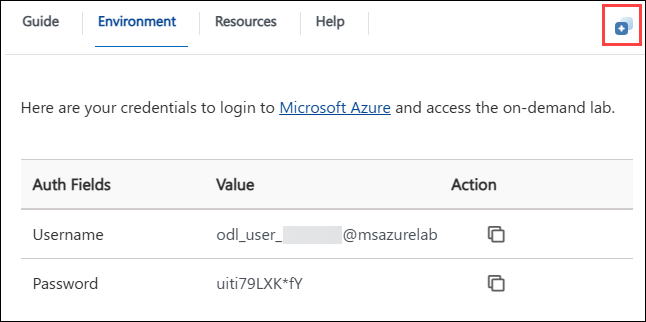 Guide Environment Resources Help
Here are your credentials to login to Microsoft Azure and access the on-demand lab.
Auth Fields Value Action
Username odl_user_ @msazurelab
Password uiti79LXK*fY